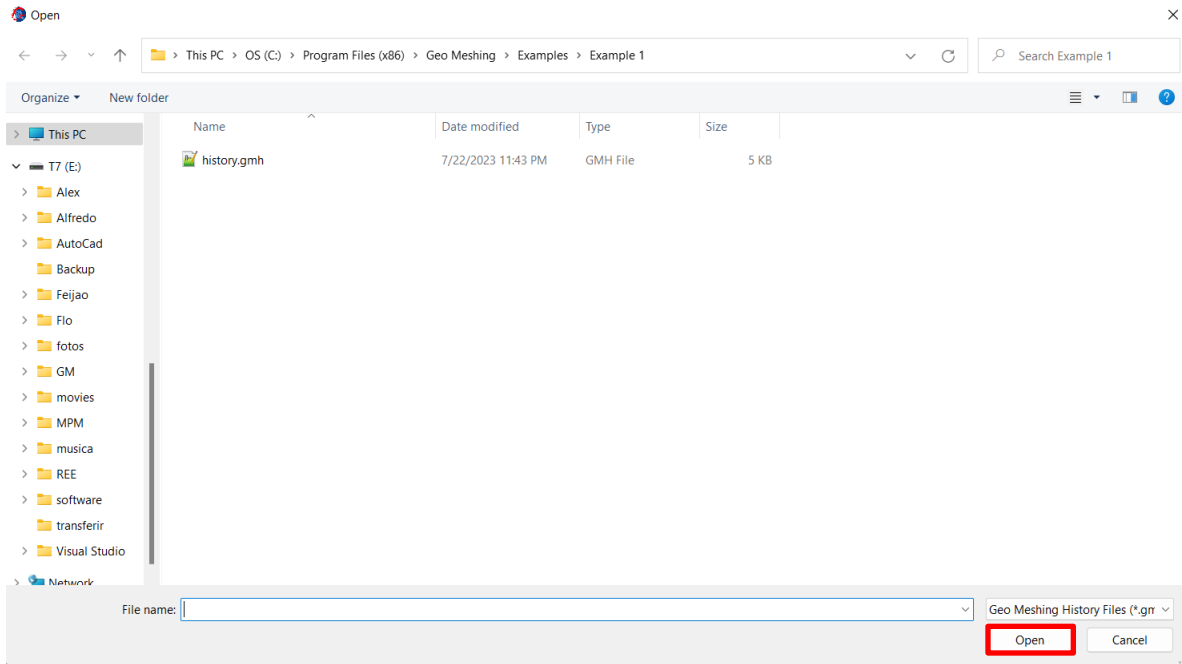 Open
This PC > OS (C:) > Program Files (x86) > Geo Meshing > Examples > Example 1
Search Example 1
Organize
New folder
Name
Date modified
Type
Size
history.gmh
7/22/2023 11:43 PM
GMH File
5 KB
This PC
T7 (E:)
Alex
Alfredo
AutoCad
Backup
Feijao
Flo
fotos
GM
movies
MPM
musica
REE
software
transferir
Visual Studio
Network
File name:
Geo Meshing History Files (*.gm
Open
Cancel